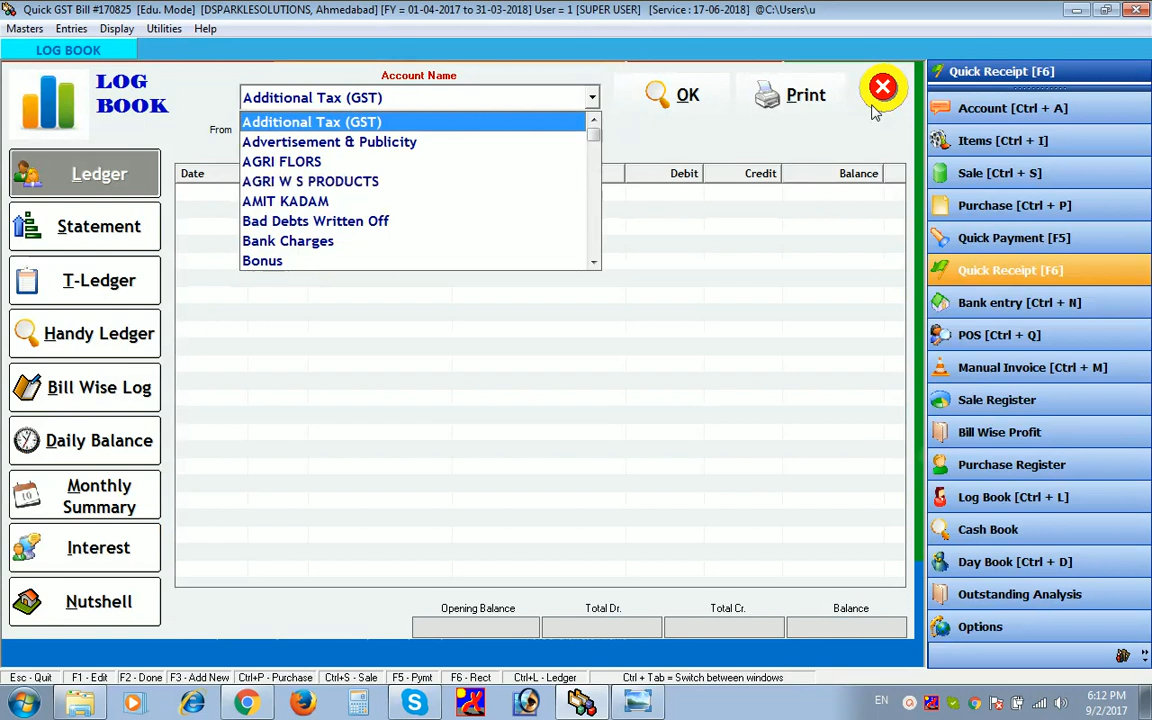 Quick GST Bill #170825 [Edu. Mode] [DSPARKLESOLUTIONS, Ahmedabad] [FY = 01-04-2017 to 31-03-2018] User = 1 [SUPER USER] [Service : 17-06-2018] @C:\Users\u
Masters Entries Display Utilities Help
LOG BOOK
LOG
BOOK
Account Name
Additional Tax (GST)
OK
Print
From
Additional Tax (GST)
Advertisement & Publicity
AGRI FLORS
AGRI W S PRODUCTS
AMIT KADAM
Bad Debts Written Off
Bank Charges
Bonus
Date Debit Credit Balance
Ledger
Statement
T-Ledger
Handy Ledger
Bill Wise Log
Daily Balance
Monthly
Summary
Interest
Nutshell
Opening Balance Total Dr. Total Cr. Balance
Quick Receipt [F6]
Account [Ctrl + A]
Items [Ctrl + I]
Sale [Ctrl + S]
Purchase [Ctrl + P]
Quick Payment [F5]
Quick Receipt [F6]
Bank entry [Ctrl + N]
POS [Ctrl + Q]
Manual Invoice [Ctrl + M]
Sale Register
Bill Wise Profit
Purchase Register
Log Book [Ctrl + L]
Cash Book
Day Book [Ctrl + D]
Outstanding Analysis
Options
Esc - Quit F1 - Edit F2 - Done F3 - Add New Ctrl+P - Purchase Ctrl+S - Sale F5 - Pymt F6 - Rect Ctrl+L - Ledger Ctrl + Tab = Switch between windows
EN
6:12 PM
9/2/2017